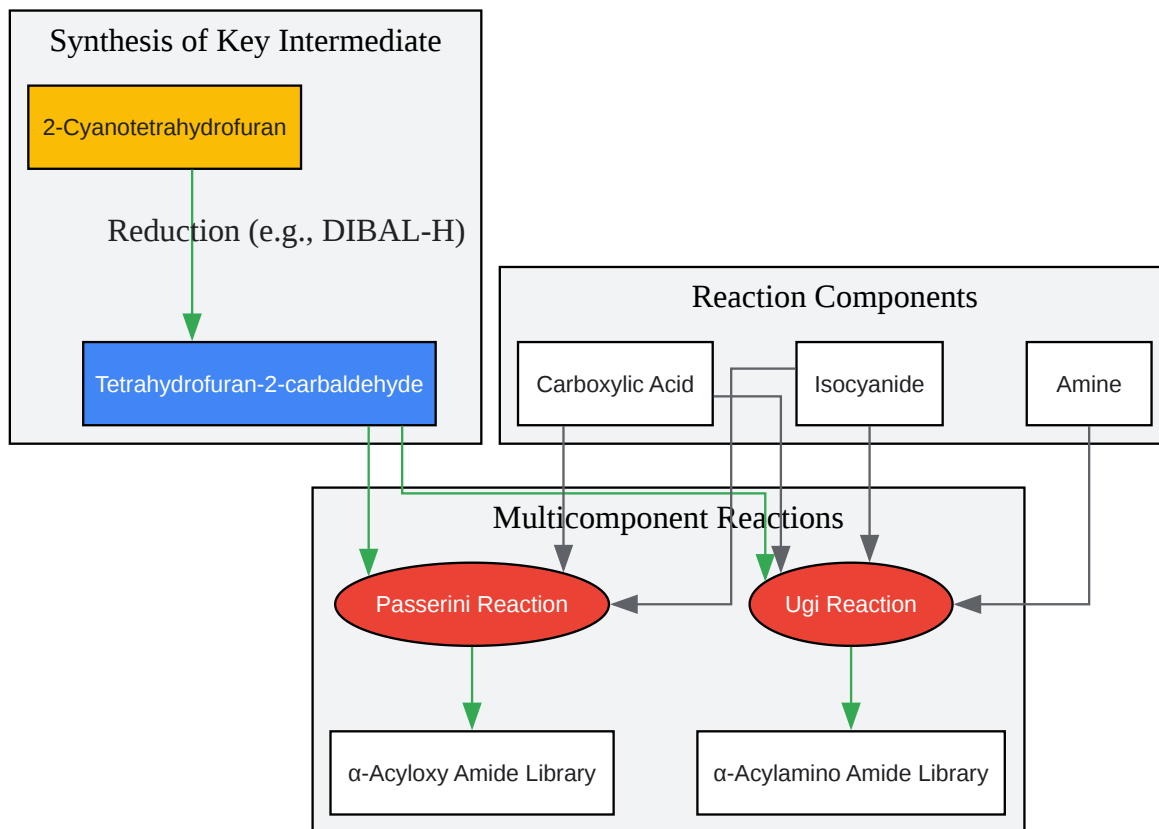 Synthesis of Key Intermediate
2-Cyanotetrahydrofuran
Reduction (e.g., DIBAL-H)
Tetrahydrofuran-2-carbaldehyde
Reaction Components
Carboxylic Acid
Isocyanide
Amine
Multicomponent Reactions
Passerini Reaction
Ugi Reaction
α-Acyloxy Amide Library
α-Acylamino Amide Library